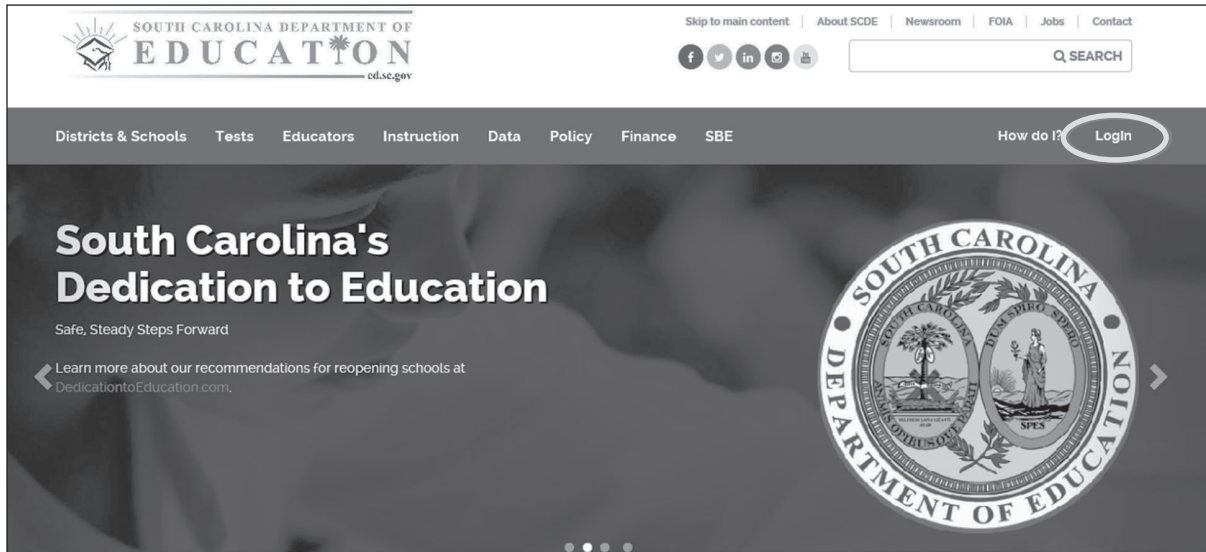 SOUTH CAROLINA DEPARTMENT OF
EDUCATION
ed.sc.gov
Skip to main content | About SCDE | Newsroom | FOIA | Jobs | Contact
SEARCH
Districts & Schools Tests Educators Instruction Data Policy Finance SBE How do I? LogIn
South Carolina's
Dedication to Education
Safe, Steady Steps Forward
Learn more about our recommendations for reopening schools at
DedicationtoEducation.com.
SOUTH CAROLINA
DEPARTMENT OF EDUCATION
SOUTH CAROLINA
ANIMIS OPIBUSQUE PARATI
DUM SPIRO SPERO
SPES